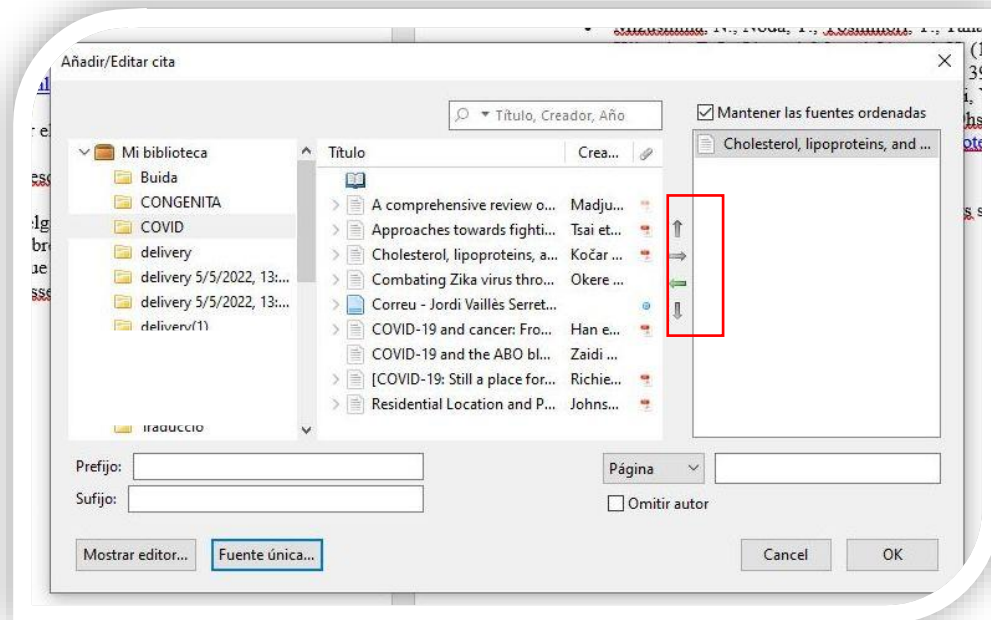 Añadir/Editar cita
Título, Creador, Año
Mantener las fuentes ordenadas
Mi biblioteca
Buida
CONGENITA
COVID
delivery
delivery 5/5/2022, 13:...
delivery 5/5/2022, 13:...
delivery(1)
Traducció
Título Crea...
A comprehensive review o... Madju...
Approaches towards fighti... Tsai et...
Cholesterol, lipoproteins, a... Kočar ...
Combating Zika virus thro... Okere ...
Correu - Jordi Vaillès Serret...
COVID-19 and cancer: Fro... Han e...
COVID-19 and the ABO bl... Zaidi ...
[COVID-19: Still a place for... Richie...
Residential Location and P... Johns...
Cholesterol, lipoproteins, and ...
Prefijo:
Página
Sufijo:
Omitir autor
Mostrar editor... Fuente única... Cancel OK